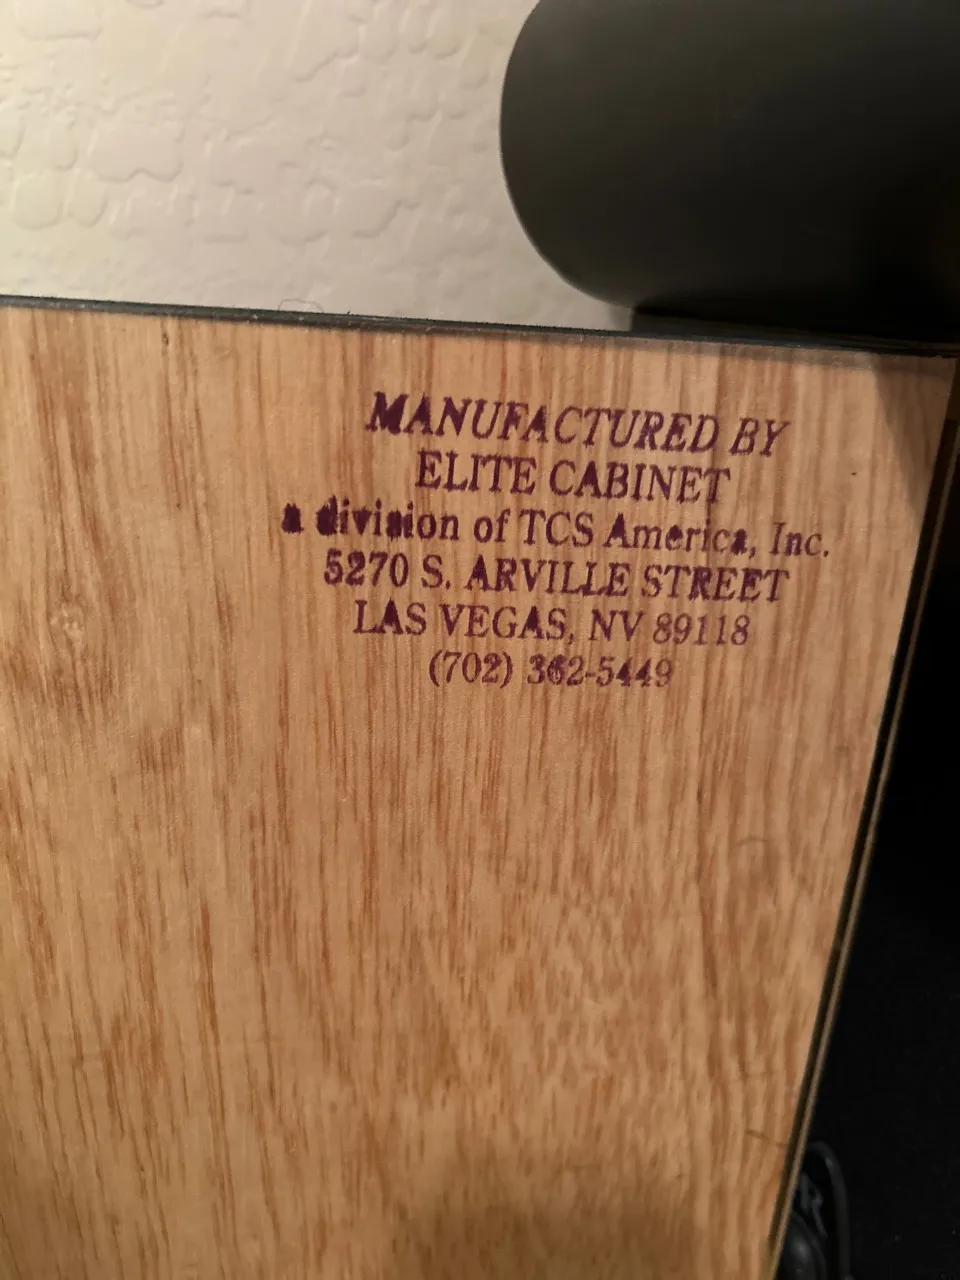 MANUFACTURED BY
ELITE CABINET
a division of TCS America, Inc.
5270 S. ARVILLE STREET
LAS VEGAS, NV 89118
(702) 362-5449